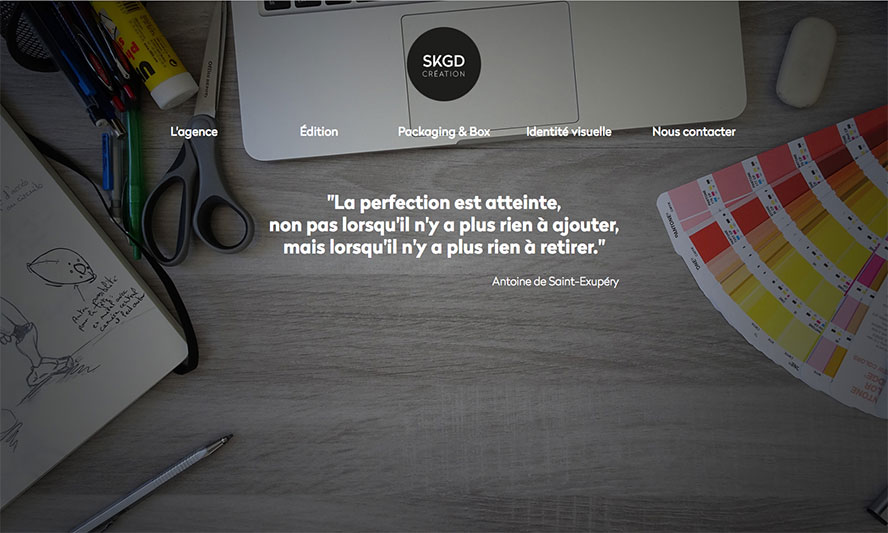 SKGD
CRÉATION
L'agence
Édition
Packaging & Box
Identité visuelle
Nous contacter
"La perfection est atteinte,
non pas lorsqu'il n'y a plus rien à ajouter,
mais lorsqu'il n'y a plus rien à retirer."
Antoine de Saint-Exupéry
PANTONE